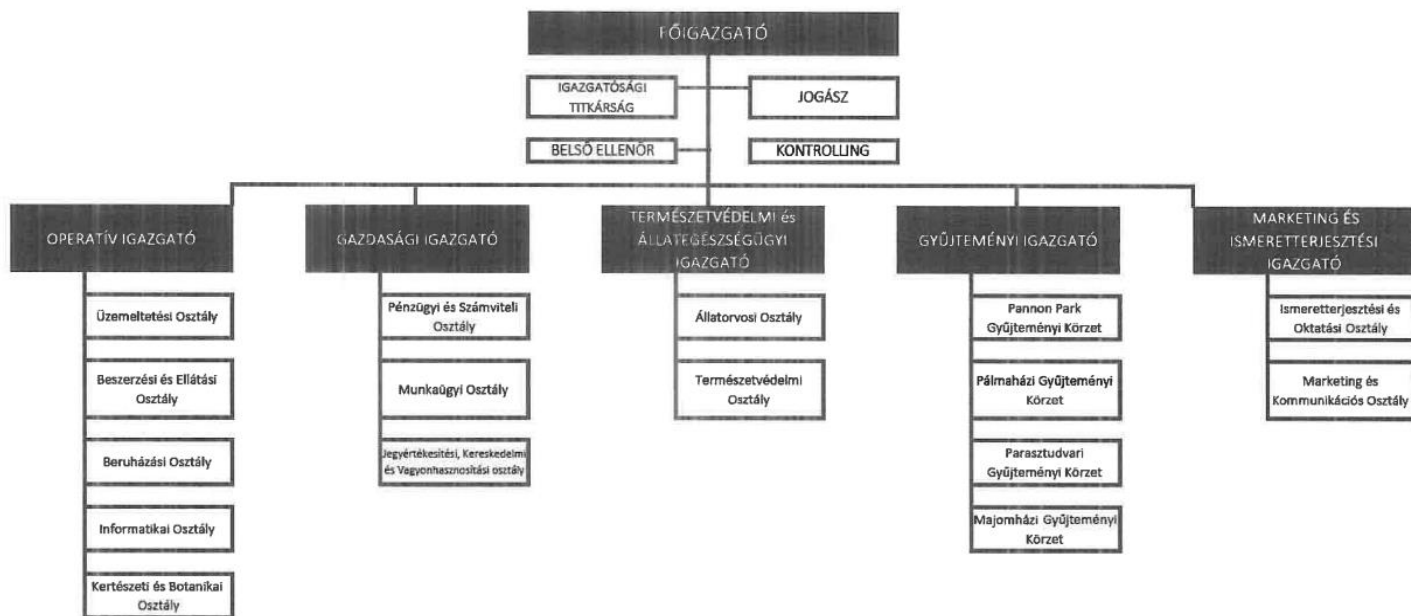 FŐIGAZGATÓ
IGAZGATÓSÁGI
TITKÁRSÁG
JOGÁSZ
BELSŐ ELLENŐR
KONTROLLING
OPERATÍV IGAZGATÓ
GAZDASÁGI IGAZGATÓ
TERMÉSZETVÉDELMI és
ÁLLATEGÉSZSÉGÜGYI
IGAZGATÓ
GYŰJTEMÉNYI IGAZGATÓ
MARKETING ÉS
ISMERETTERJESZTÉSI
IGAZGATÓ
Üzemeltetési Osztály
Beszerzési és Ellátási
Osztály
Beruházási Osztály
Informatikai Osztály
Kertészeti és Botanikai
Osztály
Pénzügyi és Számviteli
Osztály
Munkaügyi Osztály
Jegyértékesítési, Kereskedelmi
és Vagyonhasznosítási osztály
Állatorvosi Osztály
Természetvédelmi
Osztály
Pannon Park
Gyűjteményi Körzet
Pálmaházi Gyűjteményi
Körzet
Parasztudvari
Gyűjteményi Körzet
Majomházi Gyűjteményi
Körzet
Ismeretterjesztési és
Oktatási Osztály
Marketing és
Kommunikációs Osztály